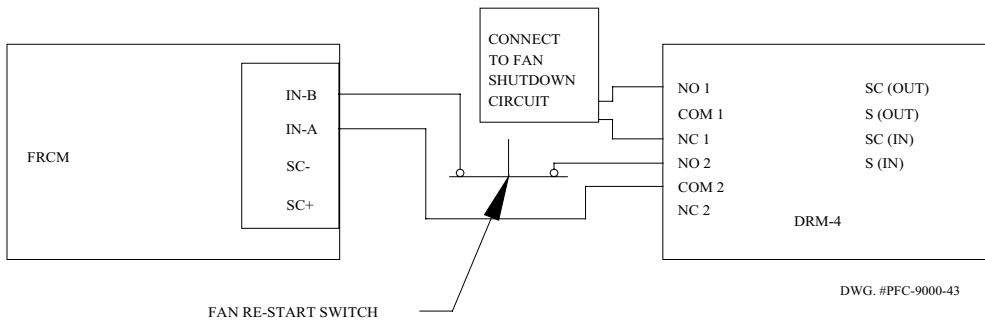 CONNECT
TO FAN
SHUTDOWN
CIRCUIT
FRCM
IN-B
IN-A
SC-
SC+
NO 1
COM 1
NC 1
NO 2
COM 2
NC 2
SC (OUT)
S (OUT)
SC (IN)
S (IN)
DRM-4
DWG. #PFC-9000-43
FAN RE-START SWITCH